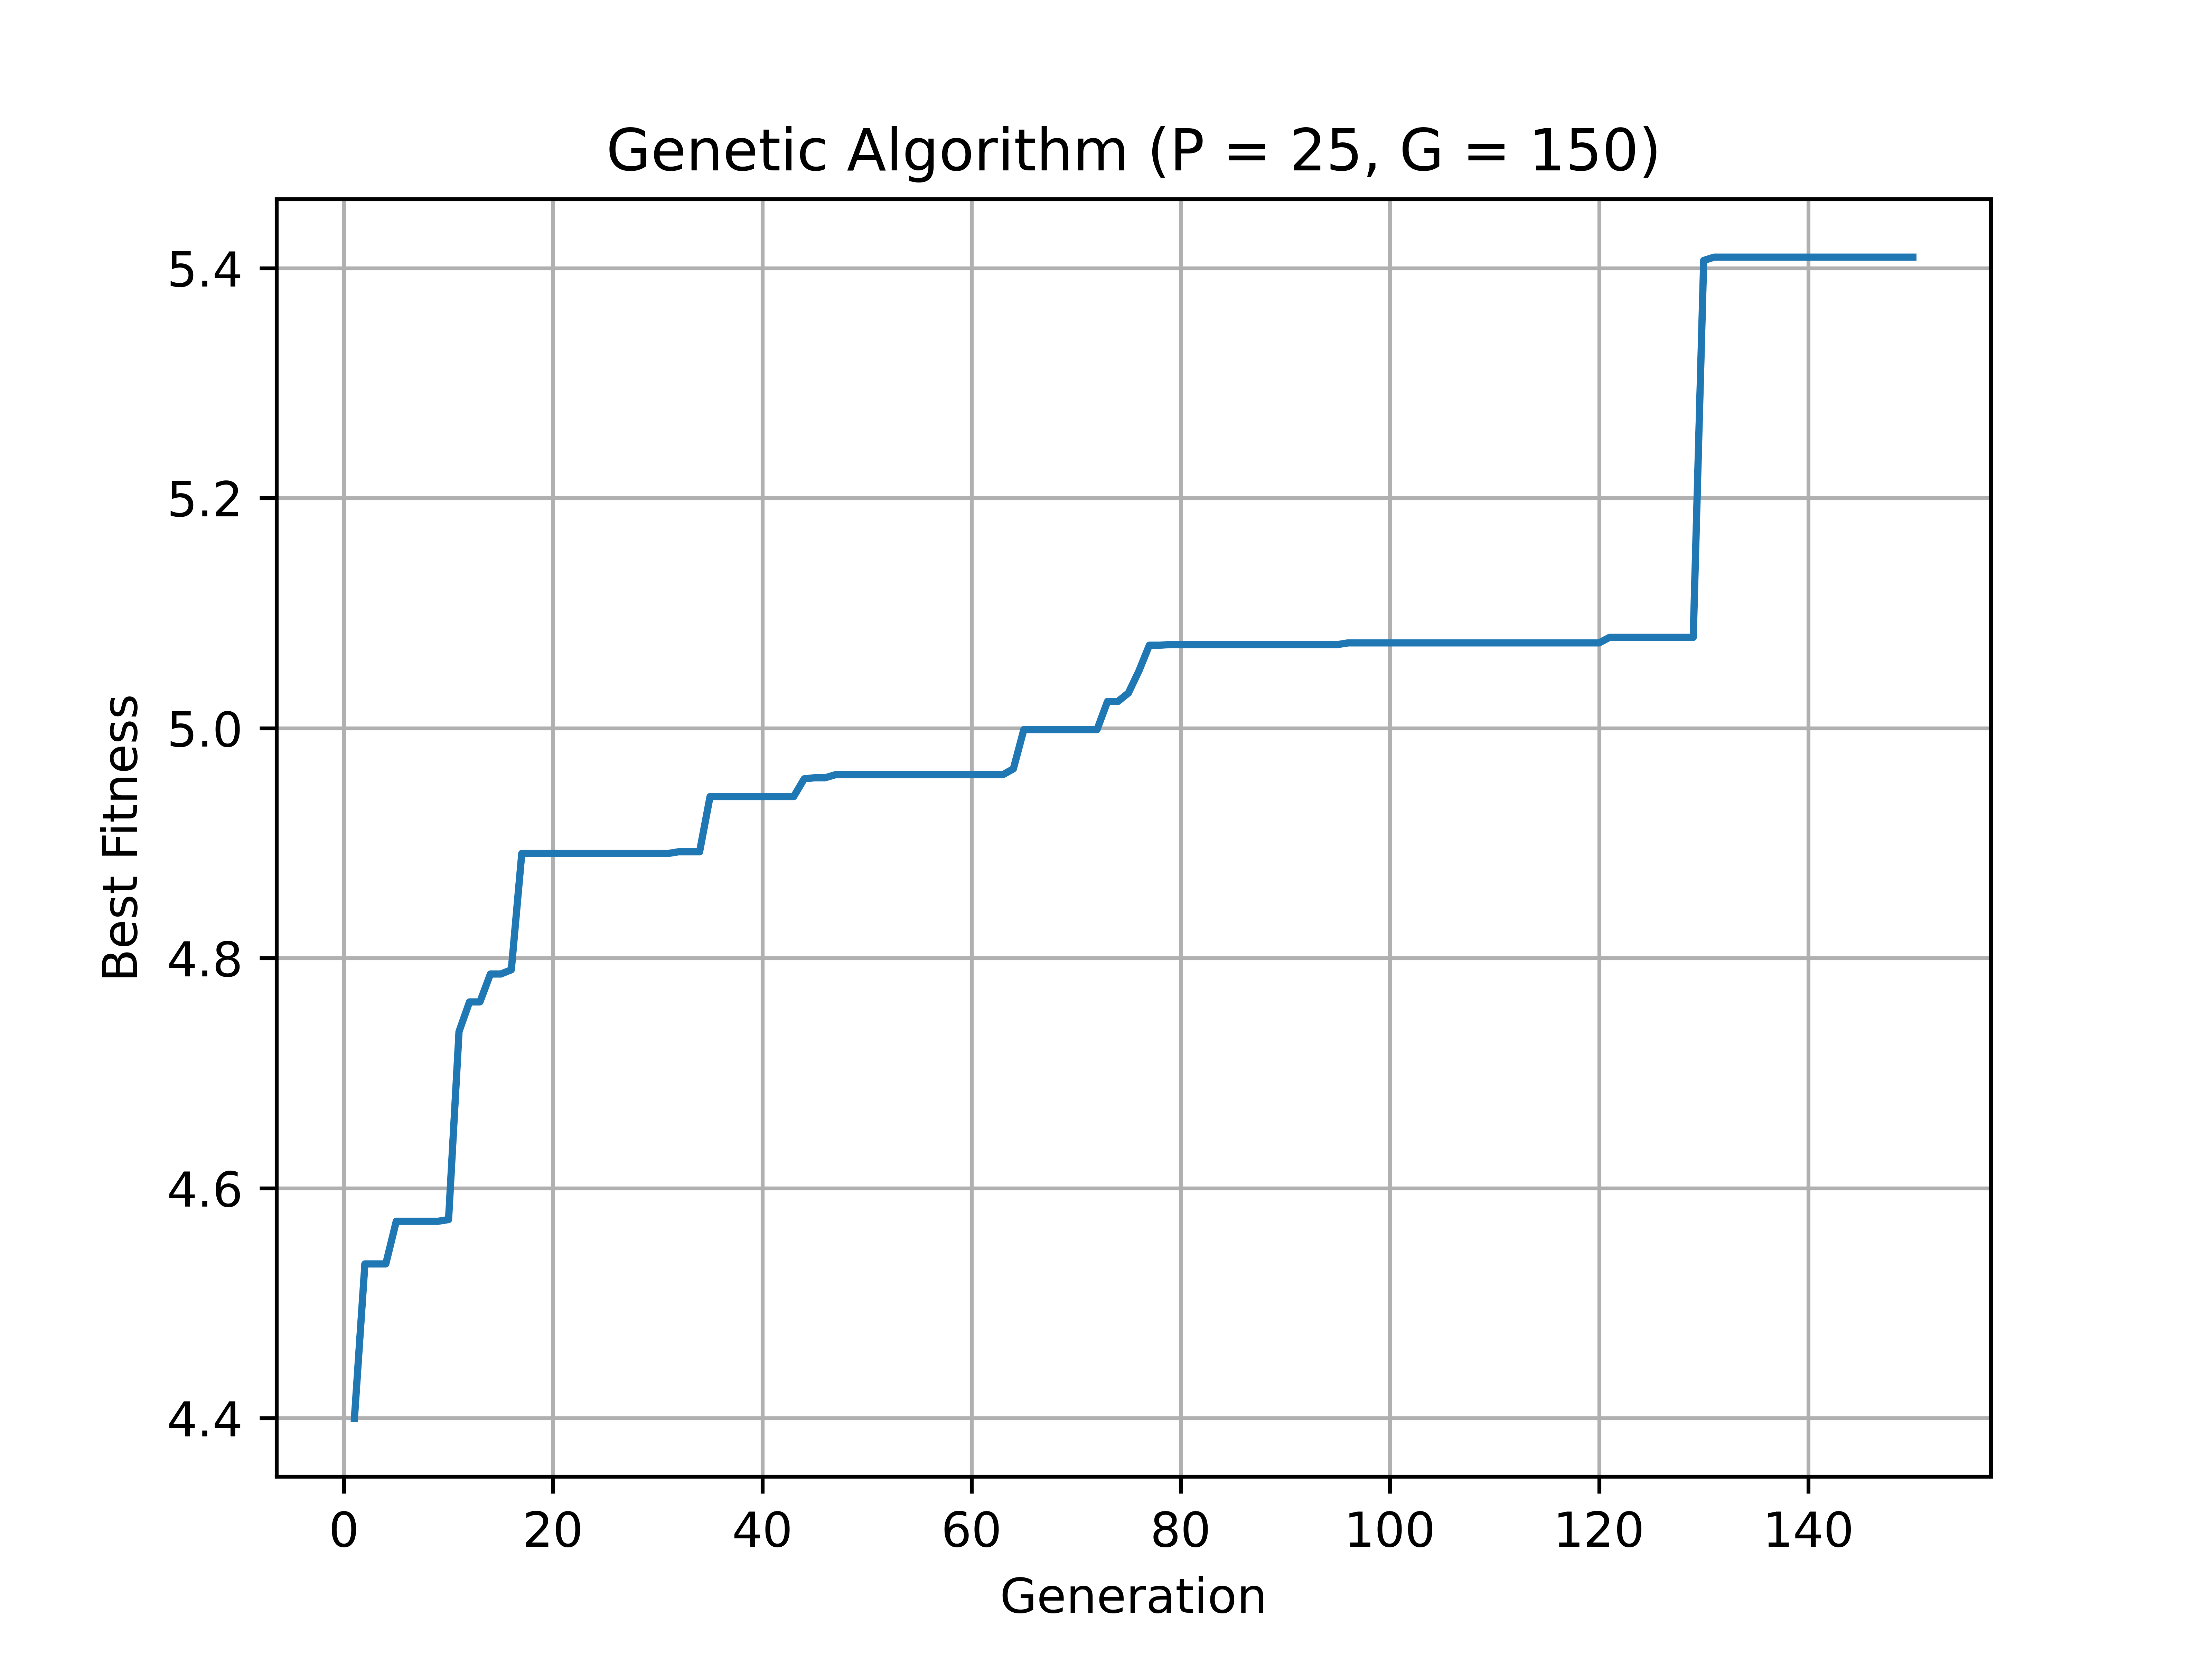 Genetic Algorithm (P = 25, G = 150)
5.4
5.2
5.0
4.8
4.6
4.4
Best Fitness
0 20 40 60 80 100 120 140
Generation